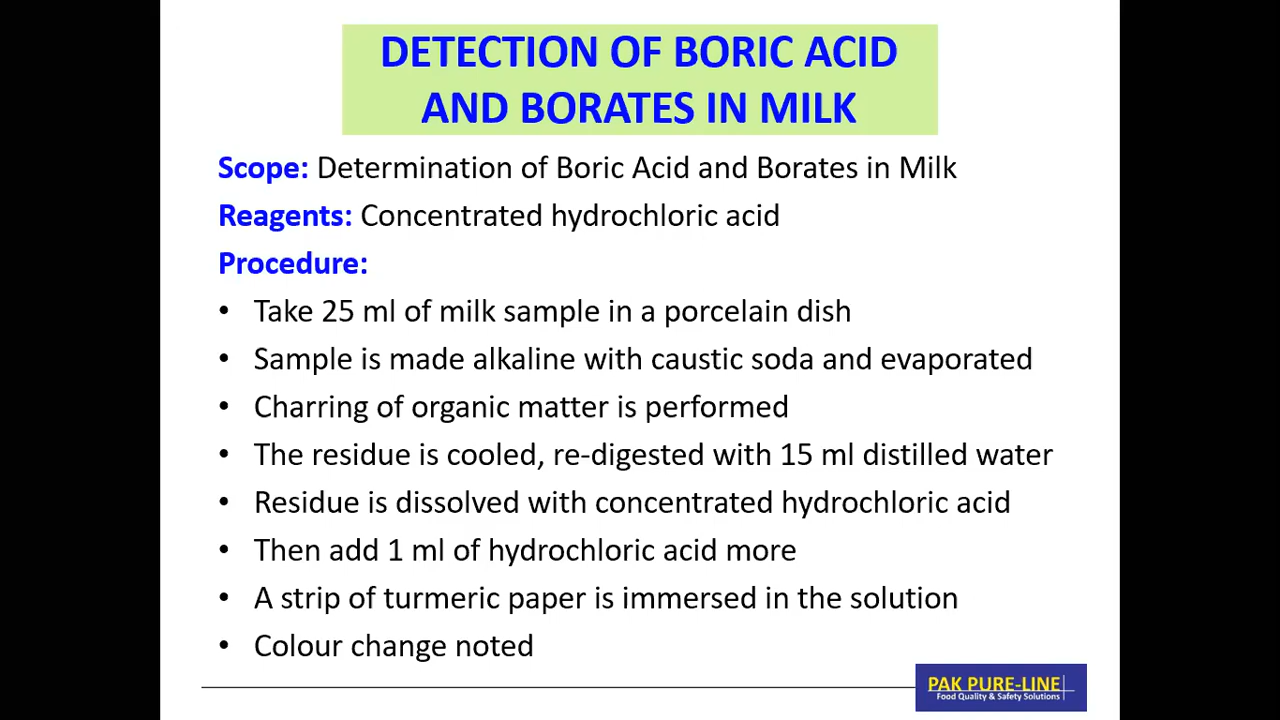 DETECTION OF BORIC ACID
AND BORATES IN MILK
Scope: Determination of Boric Acid and Borates in Milk
Reagents: Concentrated hydrochloric acid
Procedure:
• Take 25 ml of milk sample in a porcelain dish
• Sample is made alkaline with caustic soda and evaporated
• Charring of organic matter is performed
• The residue is cooled, re-digested with 15 ml distilled water
• Residue is dissolved with concentrated hydrochloric acid
• Then add 1 ml of hydrochloric acid more
• A strip of turmeric paper is immersed in the solution
• Colour change noted
PAK PURE-LINE
Food Quality & Safety Solutions